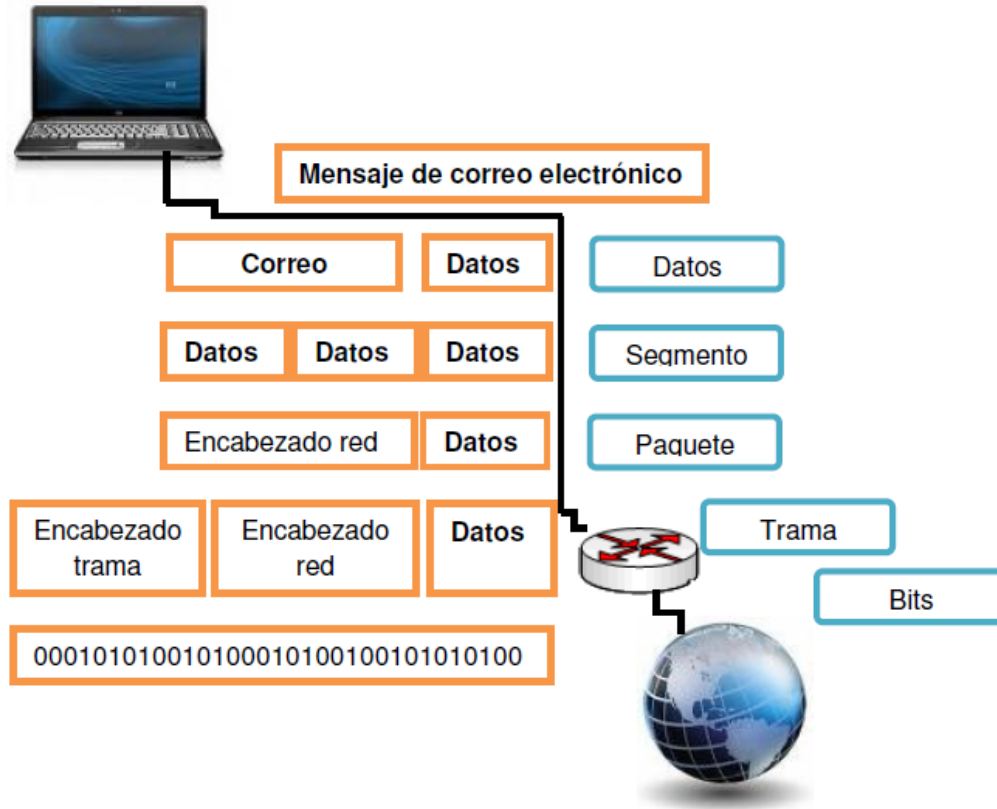 Mensaje de correo electrónico
Correo Datos Datos
Datos Datos Datos Segmento
Encabezado red Datos Paquete
Encabezado trama Encabezado red Datos Trama
Bits
00010101001010001010010010101010100